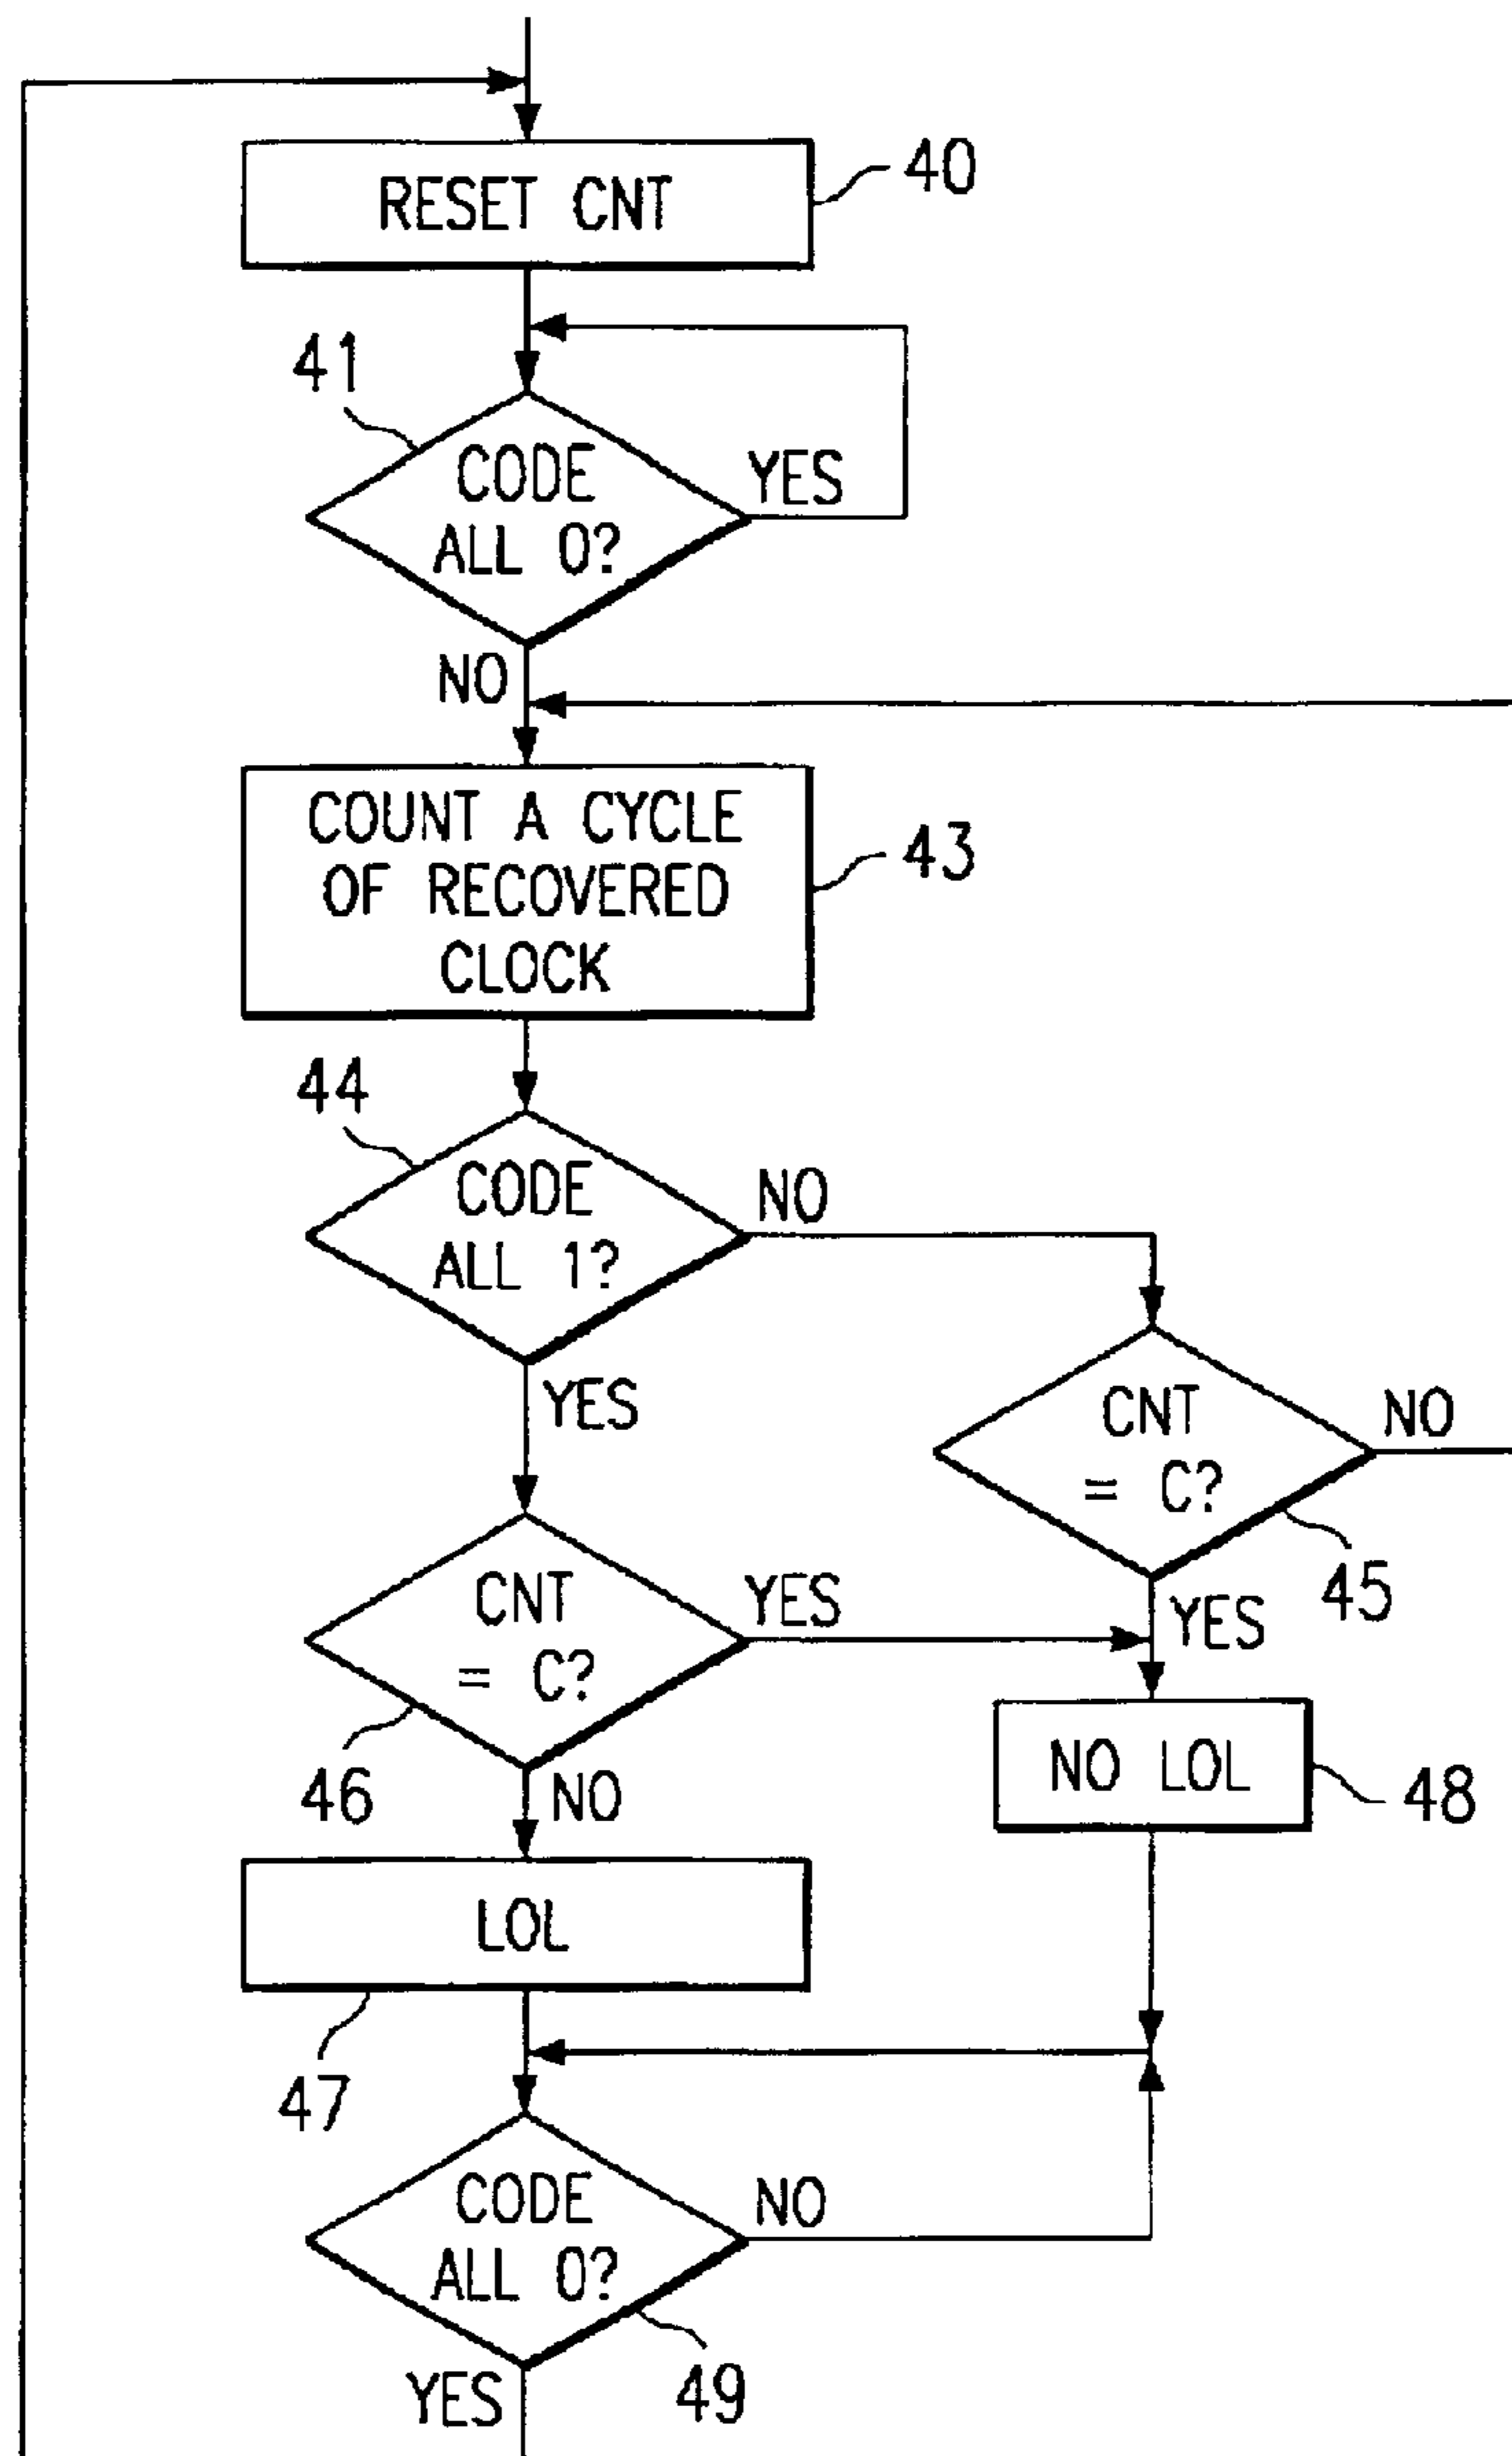 RESET CNT
40
41
CODE
ALL 0?
YES
NO
COUNT A CYCLE
OF RECOVERED
CLOCK
43
44
CODE
ALL 1?
NO
YES
CNT
= C?
NO
45
YES
CNT
= C?
YES
46
NO
NO LOL
48
LOL
47
CODE
ALL 0?
NO
49
YES